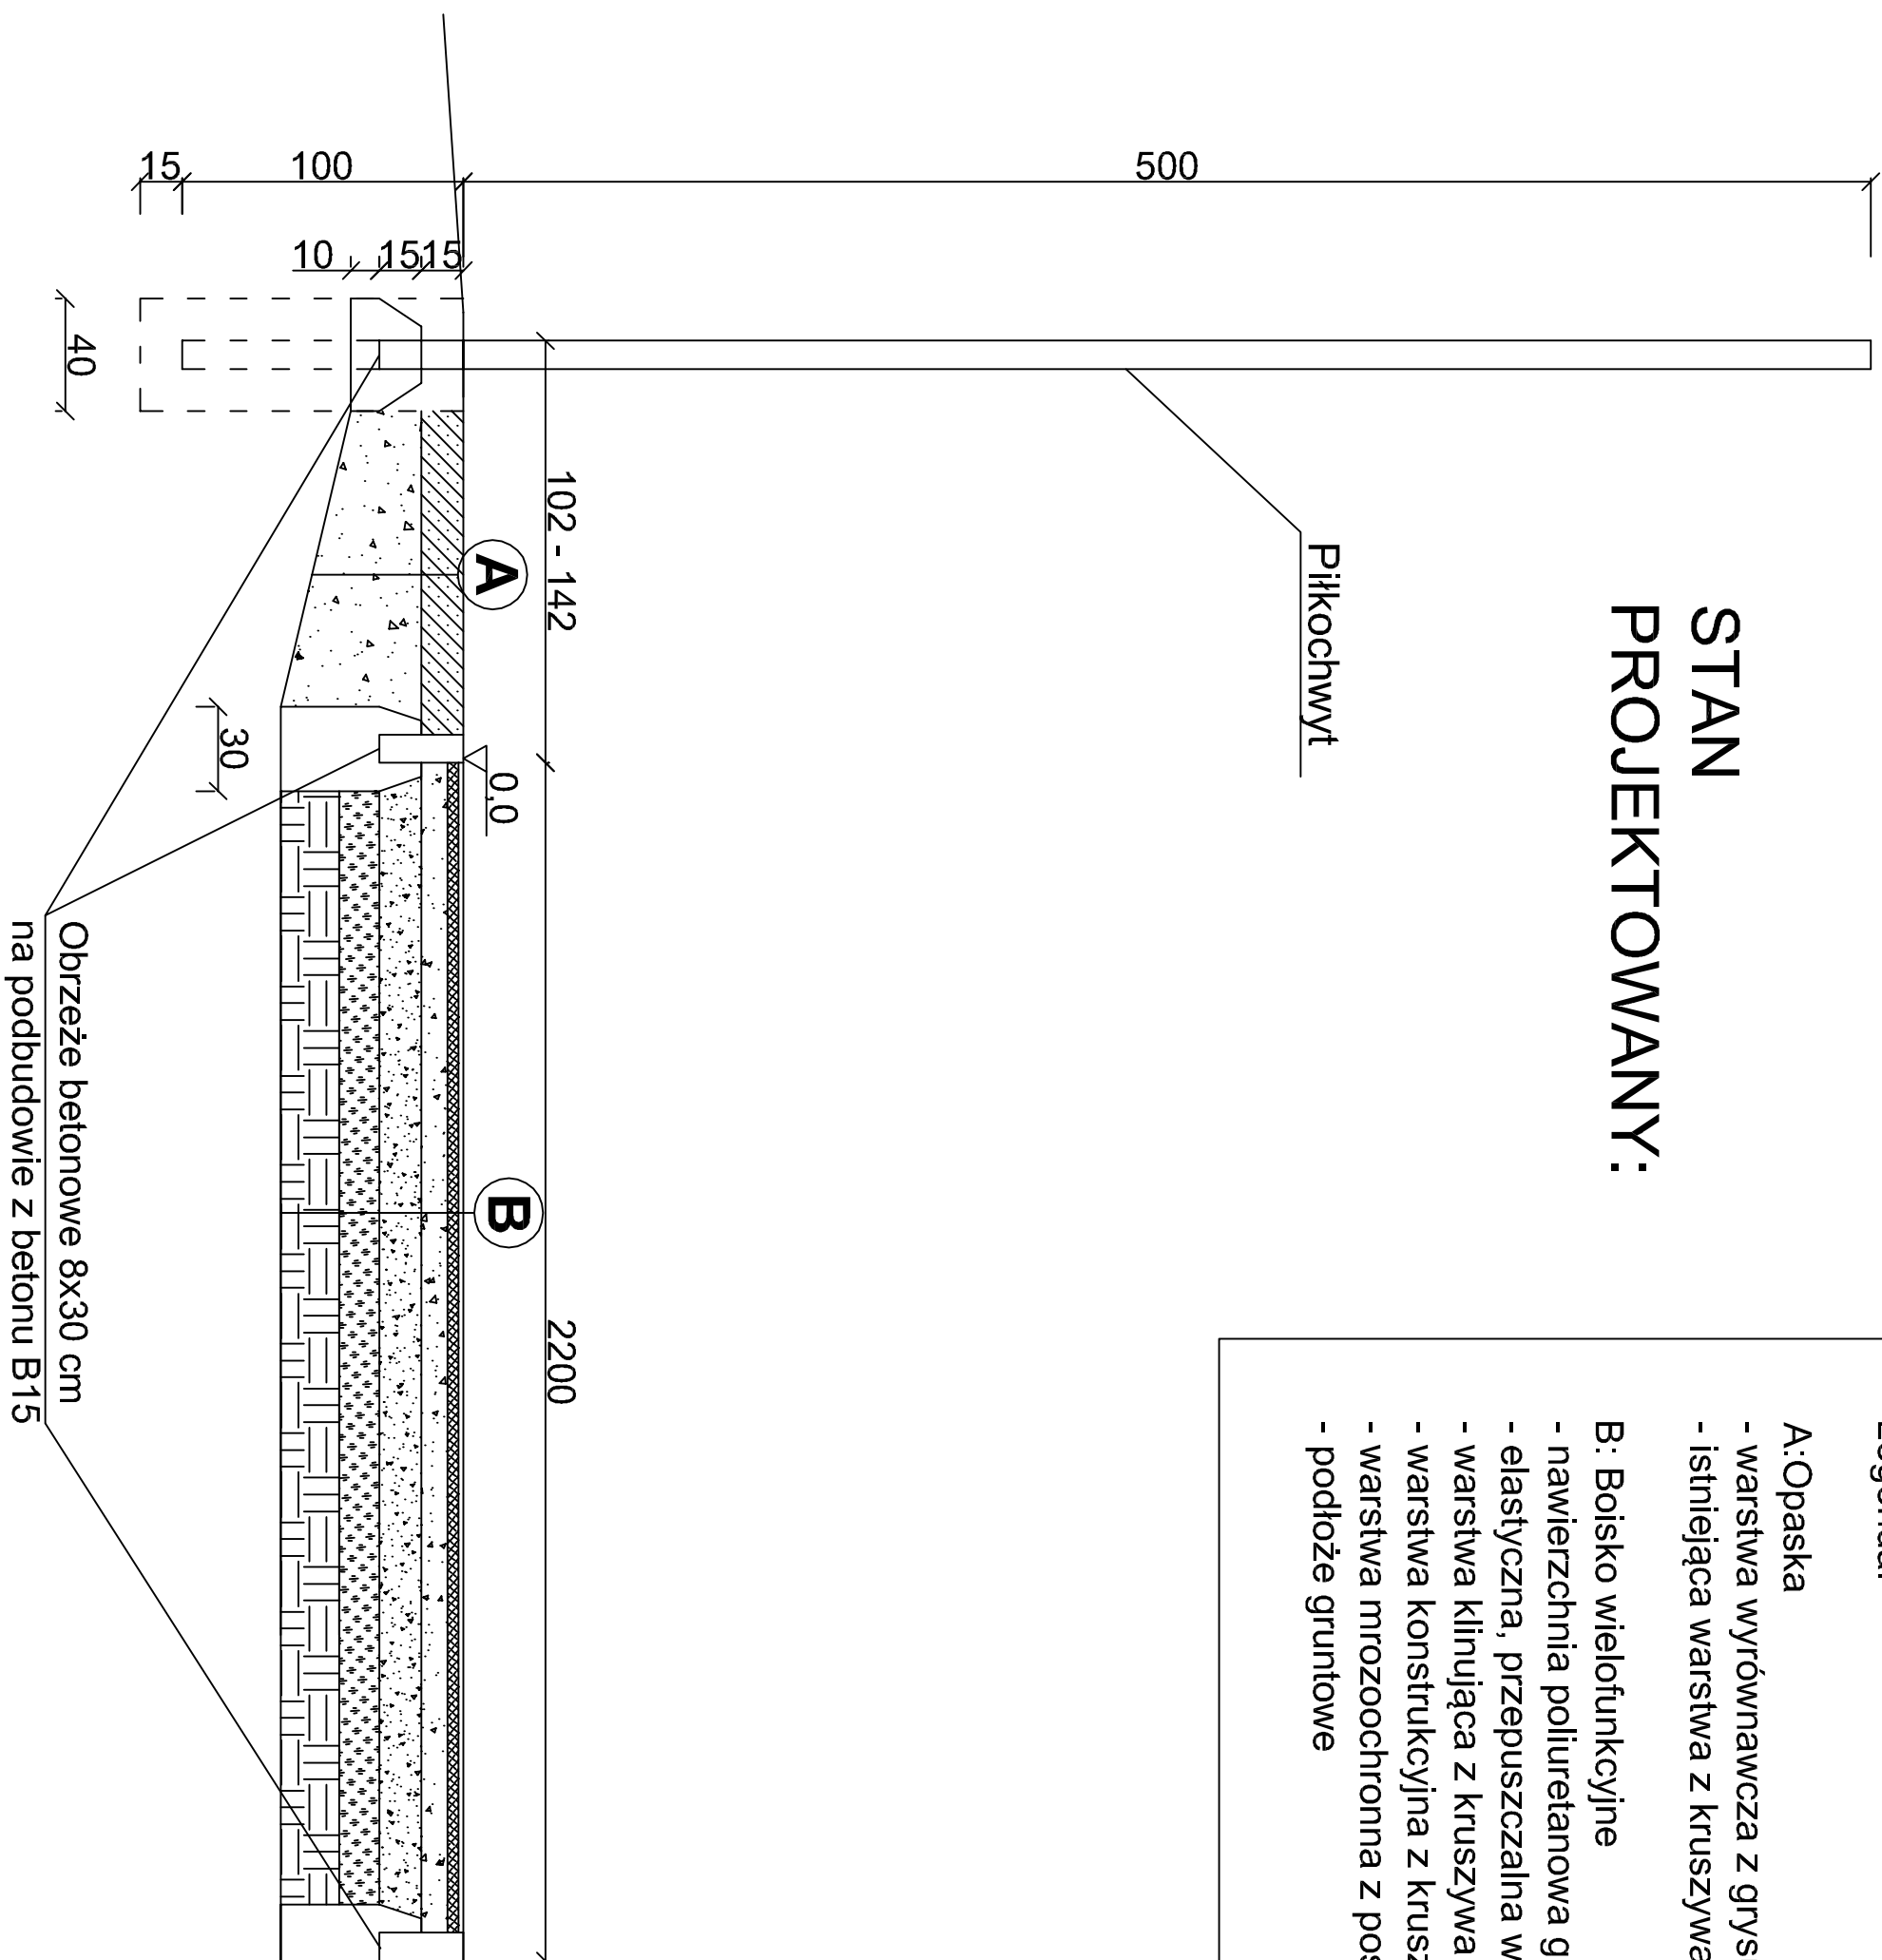 STAN
PROJEKTOWANY:
A:Opaska
- warstwa wyrównawcza z grys
- istniejąca warstwa z kruszywa
B: Boisko wielofunkcyjne
- nawierzchnia poliuretanowa g
- elastyczna, przepuszczalna w
- warstwa klinująca z kruszywa
- warstwa konstrukcyjna z krusz
- warstwa mrozoochronna z pos
- podłoże gruntowe
Piłkochwyt
500
100
15
15
15
10
102 - 142
2200
A
B
0,0
30
40
Obrzeże betonowe 8x30 cm
na podbudowie z betonu B15